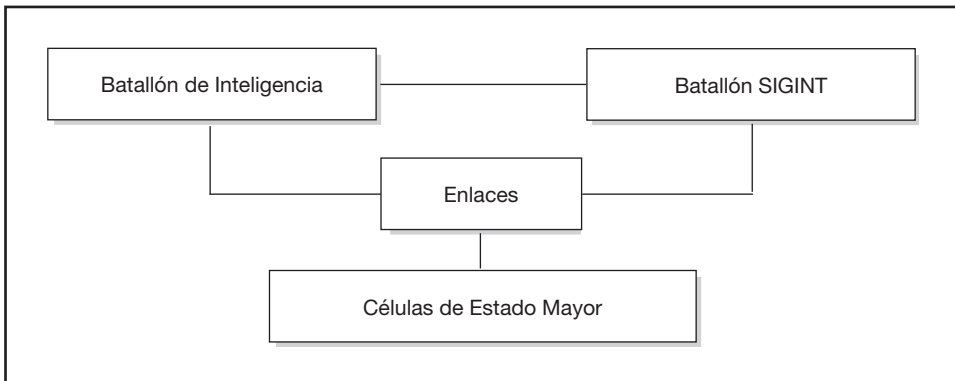 Batallón de Inteligencia
Batallón SIGINT
Enlaces
Células de Estado Mayor